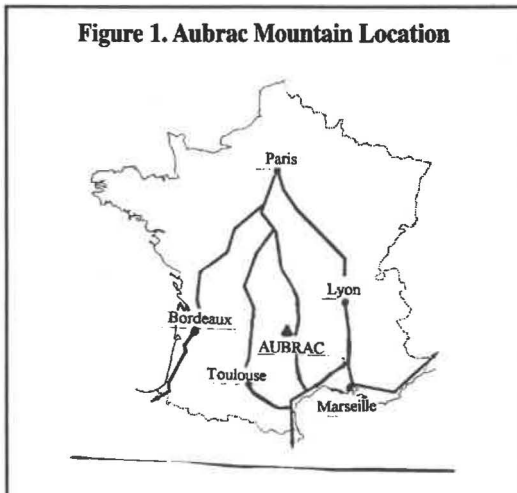 Figure 1. Aubrac Mountain Location
Paris
Lyon
Bordeaux
AUBRAC
Toulouse
Marseille